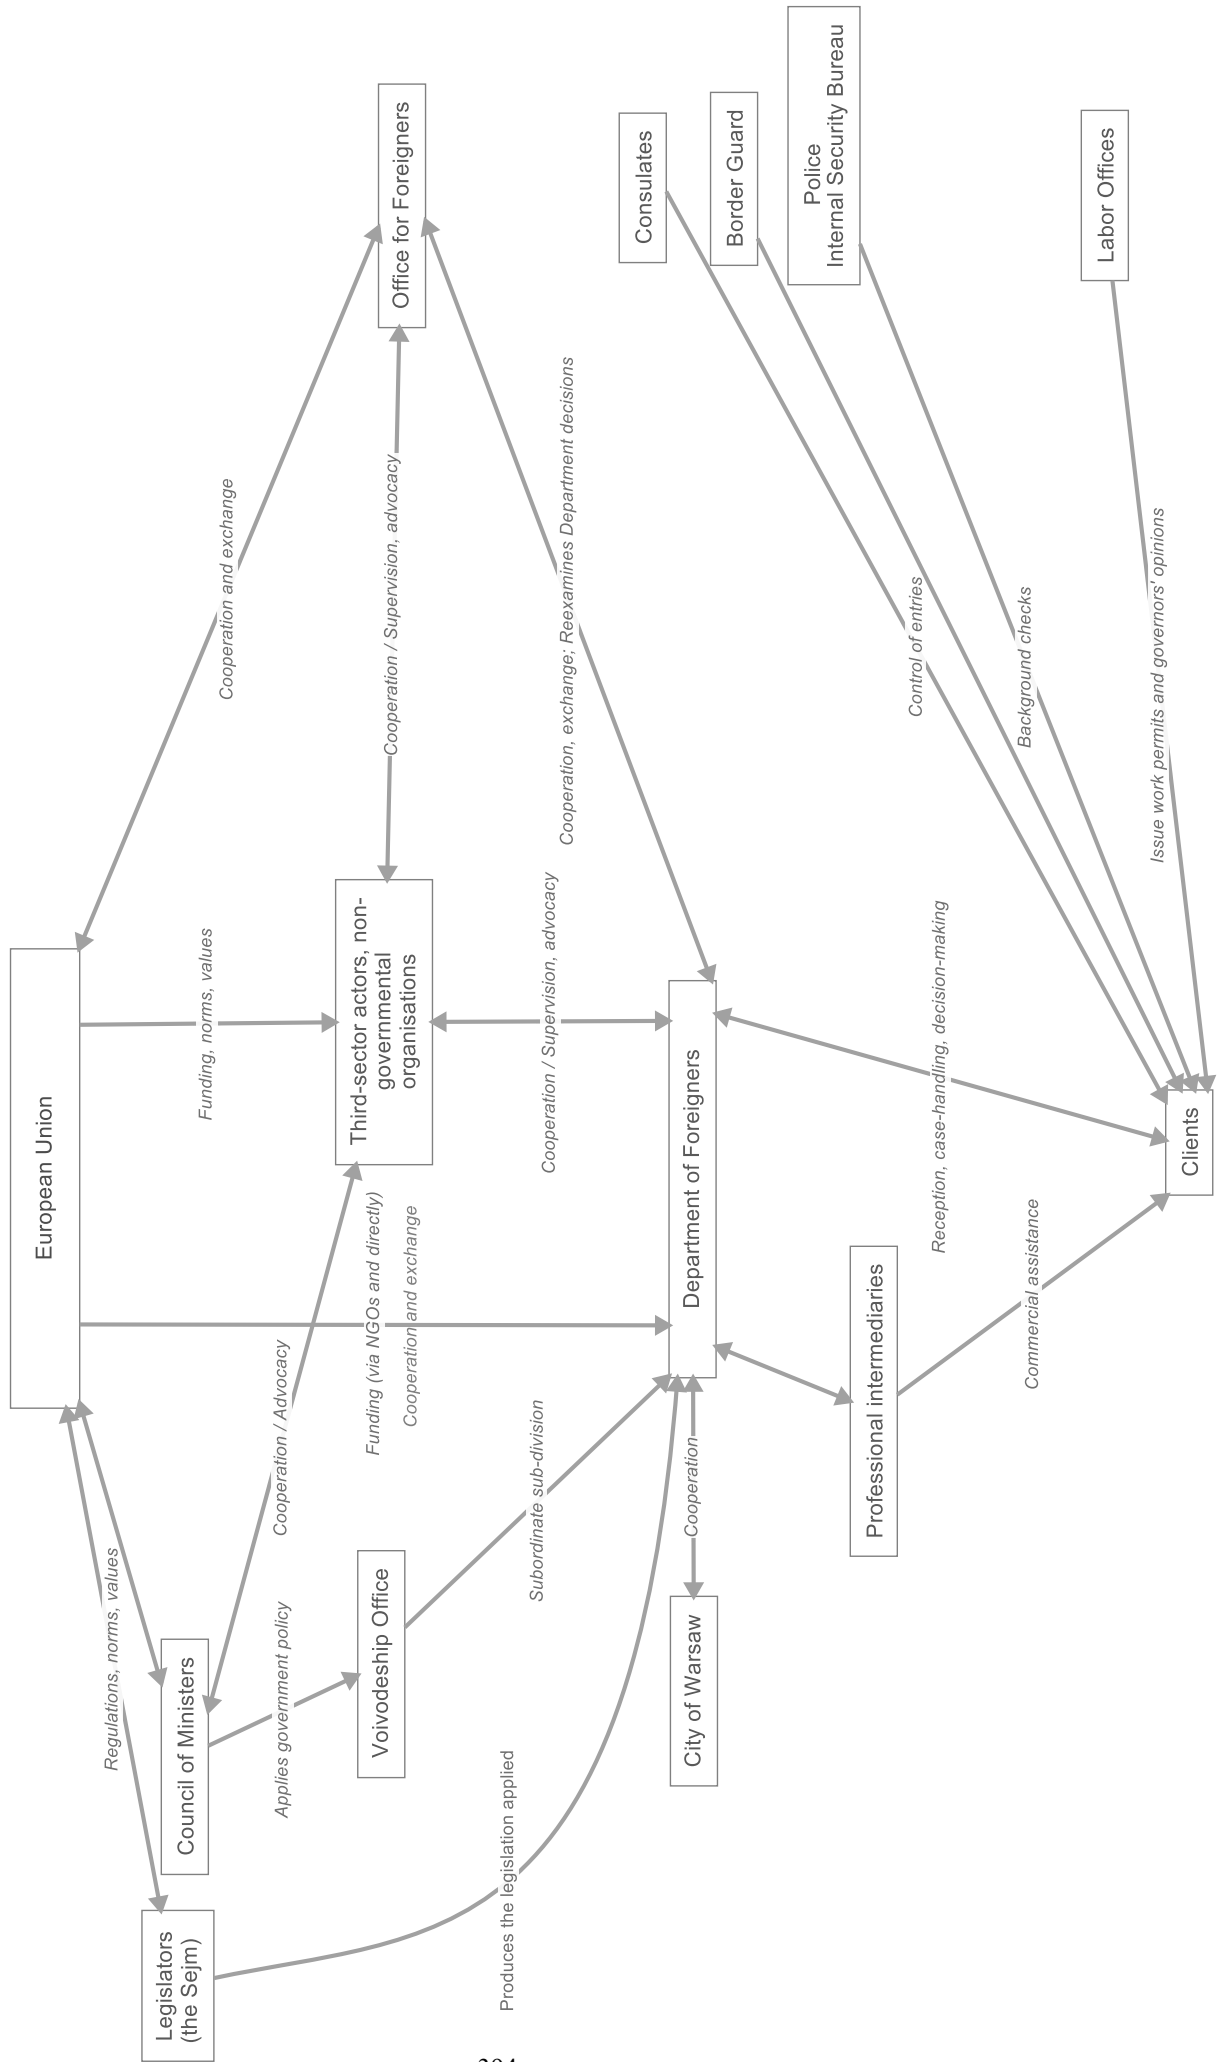 European Union
Regulations, norms, values
Legislators
(the Sejm)
Council of Ministers
Cooperation and exchange
Funding, norms, values
Cooperation / Advocacy
Applies government policy
Office for Foreigners
Cooperation / Supervision, advocacy
Third-sector actors, non-
governmental
organisations
Funding (via NGOs and directly)
Cooperation and exchange
Voivodeship Office
Cooperation, exchange; Reexamines Department decisions
Cooperation / Supervision, advocacy
Subordinate sub-division
Produces the legislation applied
Consulates
Department of Foreigners
Cooperation
City of Warsaw
Border Guard
Police
Internal Security Bureau
Professional intermediaries
Control of entries
Reception, case-handling, decision-making
Background checks
Commercial assistance
Labor Offices
Issue work permits and governors' opinions
Clients